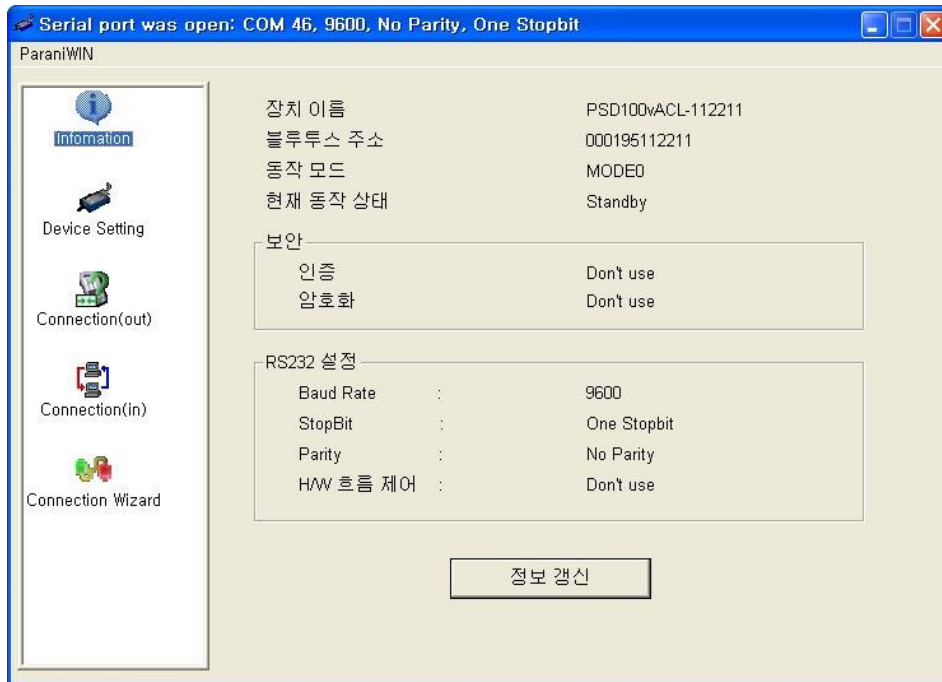 Serial port was open: COM 46, 9600, No Parity, One Stopbit
ParaniWIN
Infomation
Device Setting
Connection(out)
Connection(in)
Connection Wizard
장치 이름 PSD100vACL-112211
블루투스 주소 000195112211
동작 모드 MODE0
현재 동작 상태 Standby
보안
인증 Don't use
암호화 Don't use
RS232 설정
Baud Rate : 9600
StopBit : One Stopbit
Parity : No Parity
H/W 흐름 제어 : Don't use
정보 갱신